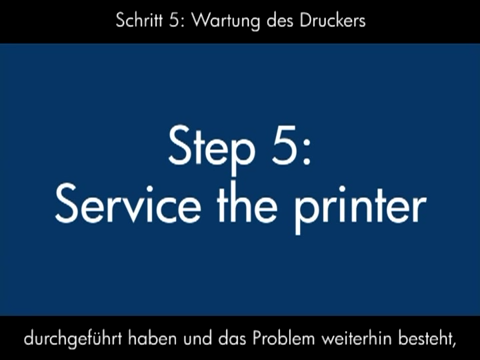 Schritt 5: Wartung des Druckers
Step 5:
Service the printer
durchgeführt haben und das Problem weiterhin besteht,